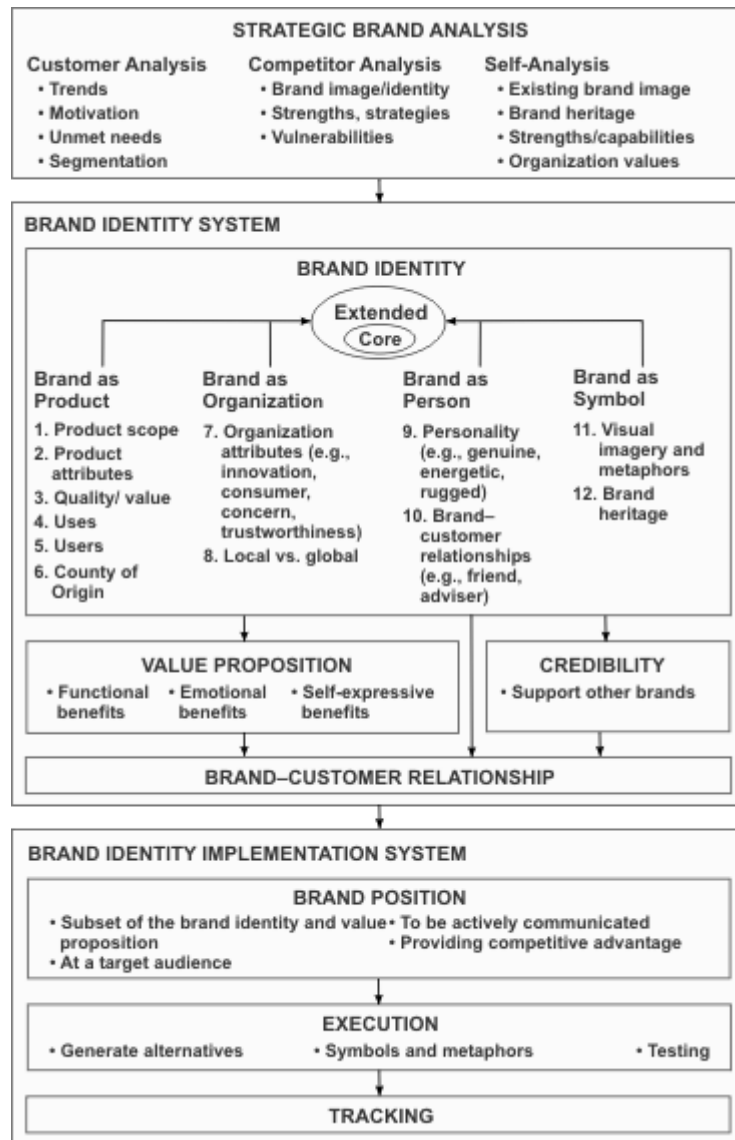 STRATEGIC BRAND ANALYSIS
Customer Analysis
• Trends
• Motivation
• Unmet needs
• Segmentation
Competitor Analysis
• Brand image/identity
• Strengths, strategies
• Vulnerabilities
Self-Analysis
• Existing brand image
• Brand heritage
• Strengths/capabilities
• Organization values
BRAND IDENTITY SYSTEM
BRAND IDENTITY
Extended
Core
Brand as
Product
1. Product scope
2. Product
attributes
3. Quality/ value
4. Uses
5. Users
6. County of
Origin
Brand as
Organization
7. Organization
attributes (e.g.,
innovation,
consumer,
concern,
trustworthiness)
8. Local vs. global
Brand as
Person
9. Personality
(e.g., genuine,
energetic,
rugged)
10. Brand–
customer
relationships
(e.g., friend,
adviser)
Brand as
Symbol
11. Visual
imagery and
metaphors
12. Brand
heritage
VALUE PROPOSITION
• Functional
benefits
• Emotional
benefits
• Self-expressive
benefits
CREDIBILITY
• Support other brands
BRAND–CUSTOMER RELATIONSHIP
BRAND IDENTITY IMPLEMENTATION SYSTEM
BRAND POSITION
• Subset of the brand identity and value
proposition
• At a target audience
• To be actively communicated
• Providing competitive advantage
EXECUTION
• Generate alternatives
• Symbols and metaphors
• Testing
TRACKING